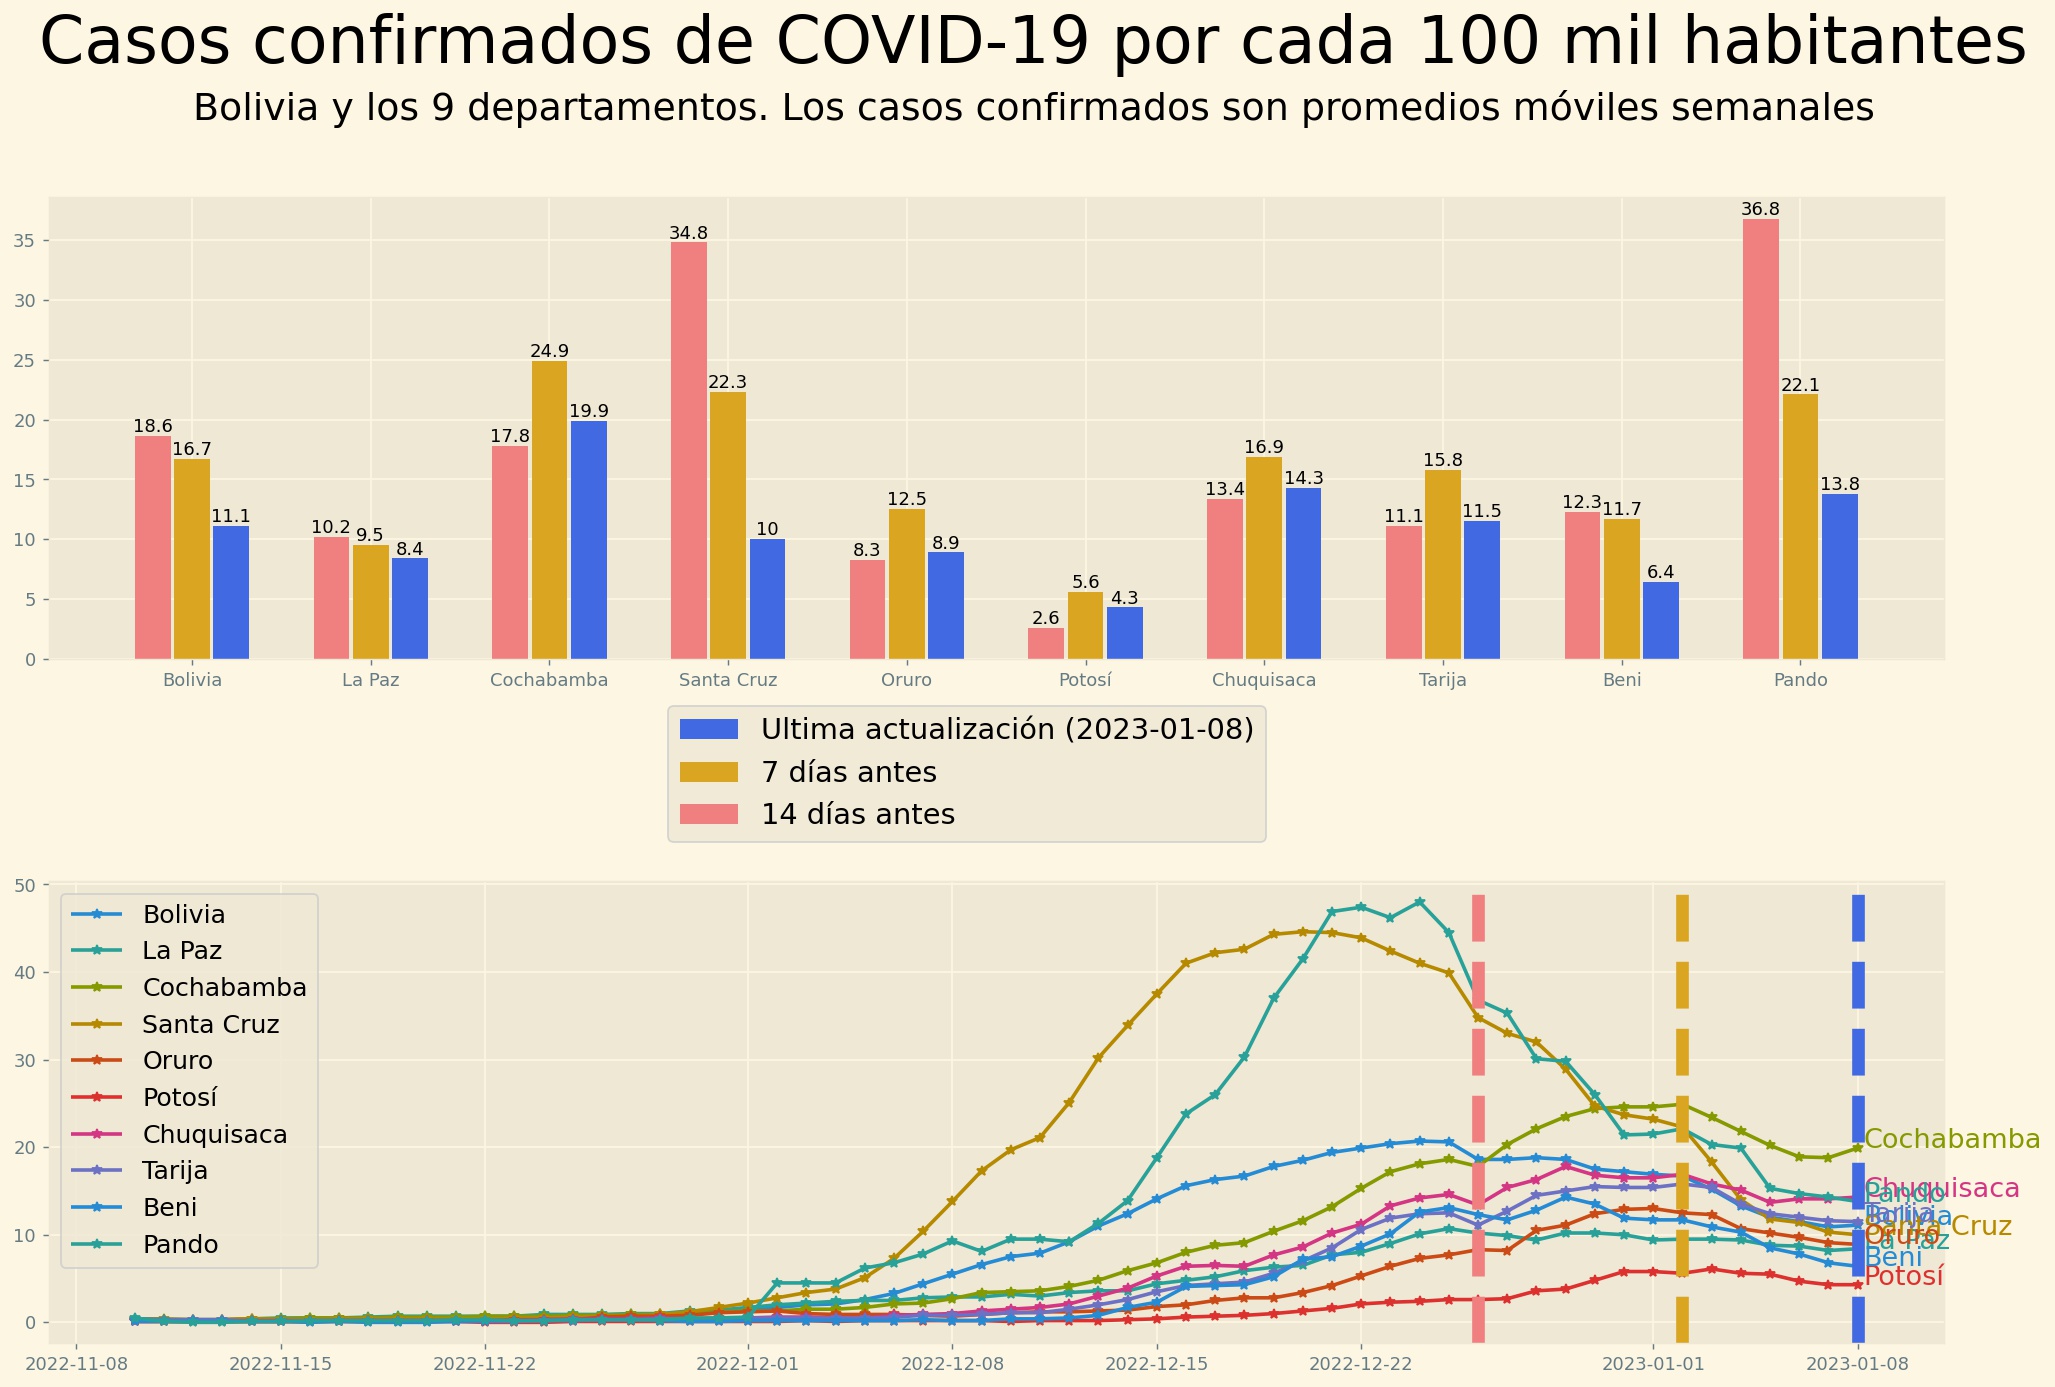 Casos confirmados de COVID-19 por cada 100 mil habitantes
Bolivia y los 9 departamentos. Los casos confirmados son promedios móviles semanales
35
30
25
20
15
10
5
0
18.6 16.7 11.1
10.2 9.5 8.4
17.8 24.9 19.9
34.8 22.3 10
8.3 12.5 8.9
2.6 5.6 4.3
13.4 16.9 14.3
11.1 15.8 11.5
12.3 11.7 6.4
36.8 22.1 13.8
Bolivia La Paz Cochabamba Santa Cruz Oruro Potosí Chuquisaca Tarija Beni Pando
Ultima actualización (2023-01-08)
7 días antes
14 días antes
50
40
30
20
10
0
Bolivia
La Paz
Cochabamba
Santa Cruz
Oruro
Potosí
Chuquisaca
Tarija
Beni
Pando
Cochabamba
Chuquisaca
Pando
Tarija
Bolivia
Santa Cruz
Oruro
La Paz
Beni
Potosí
2022-11-08 2022-11-15 2022-11-22 2022-12-01 2022-12-08 2022-12-15 2022-12-22 2023-01-01 2023-01-08